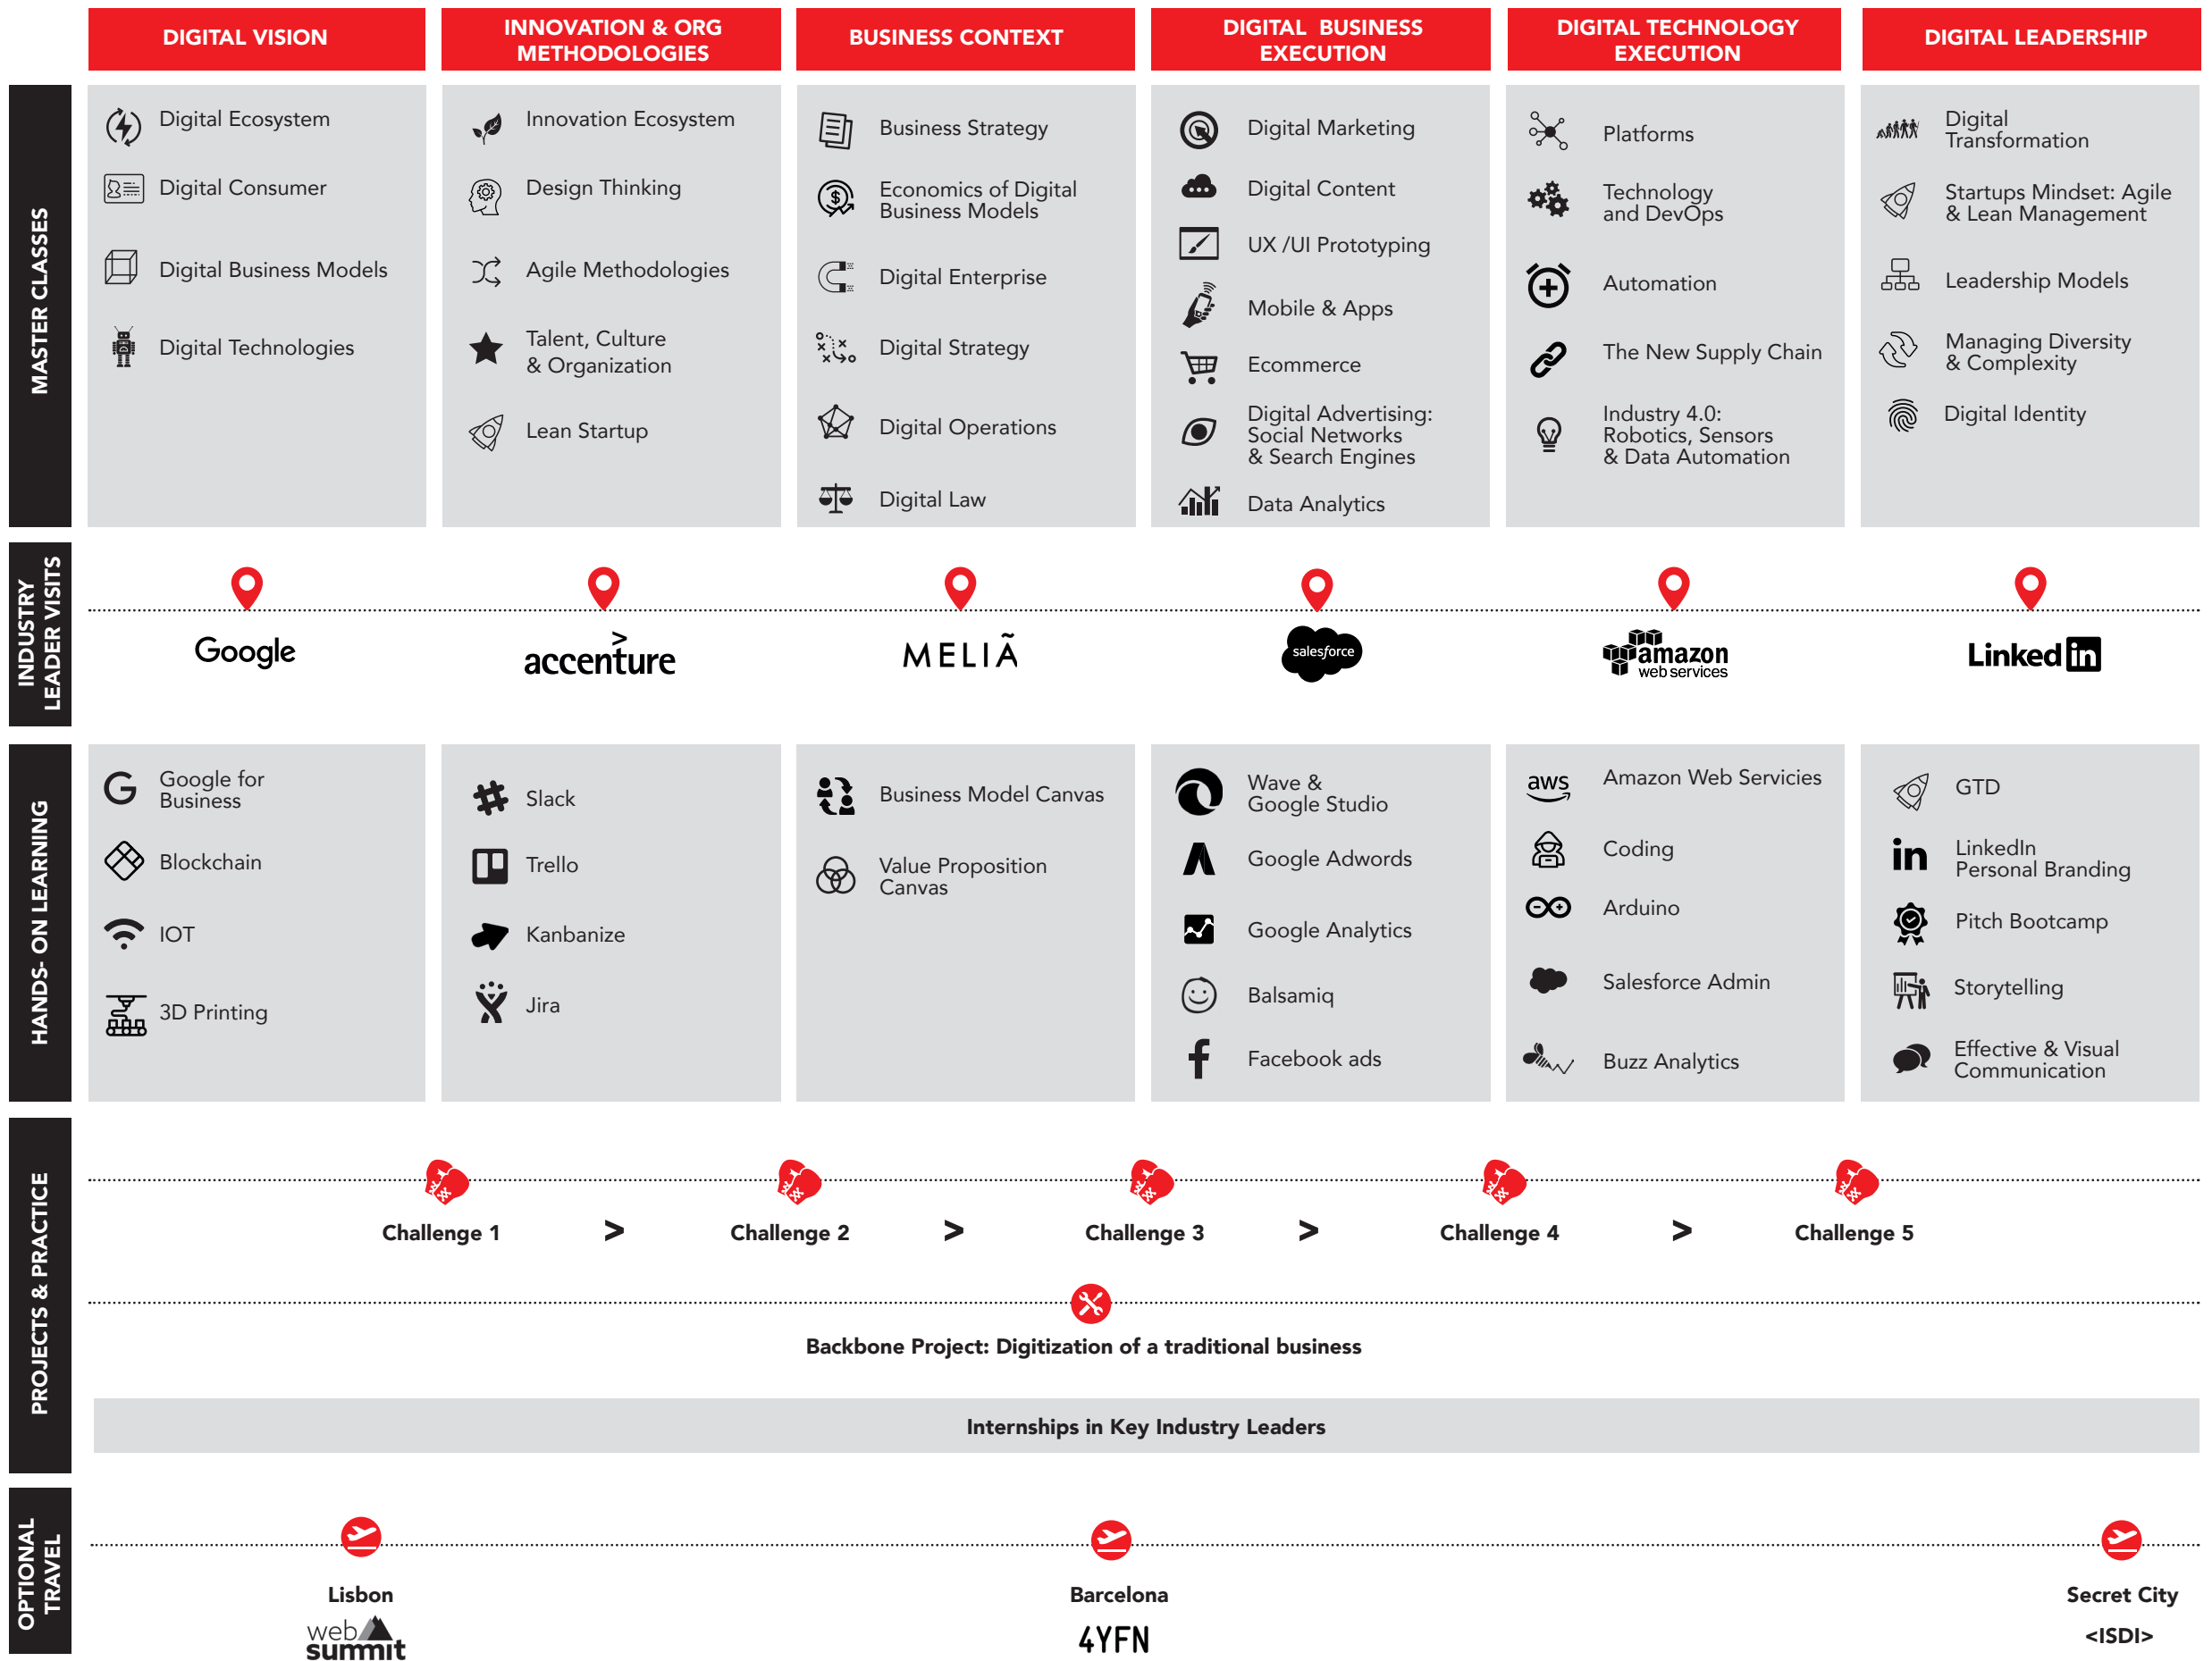 DIGITAL VISION
INNOVATION & ORG
METHODOLOGIES
BUSINESS CONTEXT
DIGITAL BUSINESS
EXECUTION
DIGITAL TECHNOLOGY
EXECUTION
DIGITAL LEADERSHIP
MASTER CLASSES
Digital Ecosystem
Digital Consumer
Digital Business Models
Digital Technologies
Innovation Ecosystem
Design Thinking
Agile Methodologies
Talent, Culture
& Organization
Lean Startup
Business Strategy
Economics of Digital
Business Models
Digital Enterprise
Digital Strategy
Digital Operations
Digital Law
Digital Marketing
Digital Content
UX /UI Prototyping
Mobile & Apps
Ecommerce
Digital Advertising:
Social Networks
& Search Engines
Data Analytics
Platforms
Technology
and DevOps
Automation
The New Supply Chain
Industry 4.0:
Robotics, Sensors
& Data Automation
Digital
Transformation
Startups Mindset: Agile
& Lean Management
Leadership Models
Managing Diversity
& Complexity
Digital Identity
INDUSTRY
LEADER VISITS
Google
accenture
MELIÃ
salesforce
amazon
web services
Linked in
HANDS- ON LEARNING
Google for
Business
Blockchain
IOT
3D Printing
Slack
Trello
Kanbanize
Jira
Business Model Canvas
Value Proposition
Canvas
Wave &
Google Studio
Google Adwords
Google Analytics
Balsamiq
Facebook ads
aws
Amazon Web Servicies
Coding
Arduino
Salesforce Admin
Buzz Analytics
GTD
in
LinkedIn
Personal Branding
Pitch Bootcamp
Storytelling
Effective & Visual
Communication
PROJECTS & PRACTICE
Challenge 1 > Challenge 2 > Challenge 3 > Challenge 4 > Challenge 5
Backbone Project: Digitization of a traditional business
Internships in Key Industry Leaders
OPTIONAL
TRAVEL
Lisbon
web
summit
Barcelona
4YFN
Secret City
<ISDI>